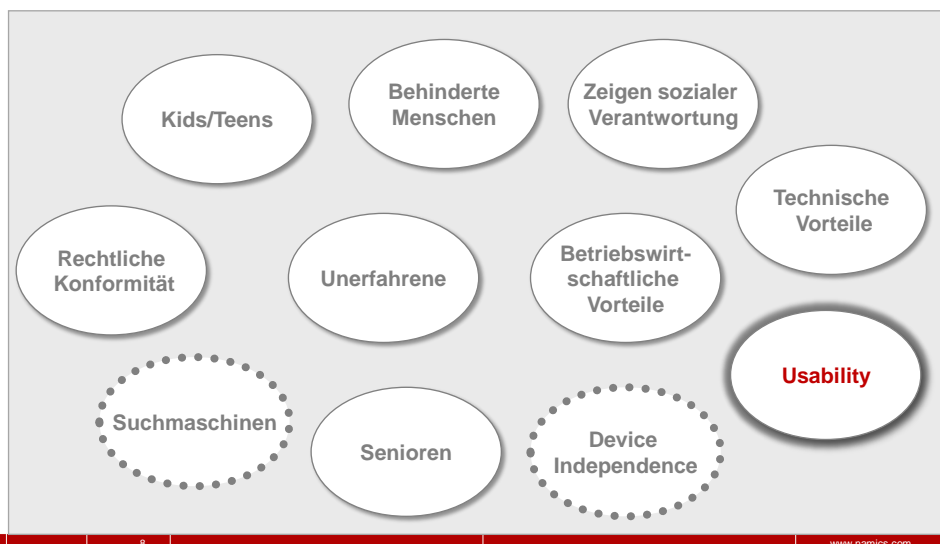 Kids/Teens
Behinderte
Menschen
Zeigen sozialer
Verantwortung
Technische
Vorteile
Rechtliche
Konformität
Unerfahrene
Betriebswirt-
schaftliche
Vorteile
Usability
Suchmaschinen
Senioren
Device
Independence
8
www.namics.com